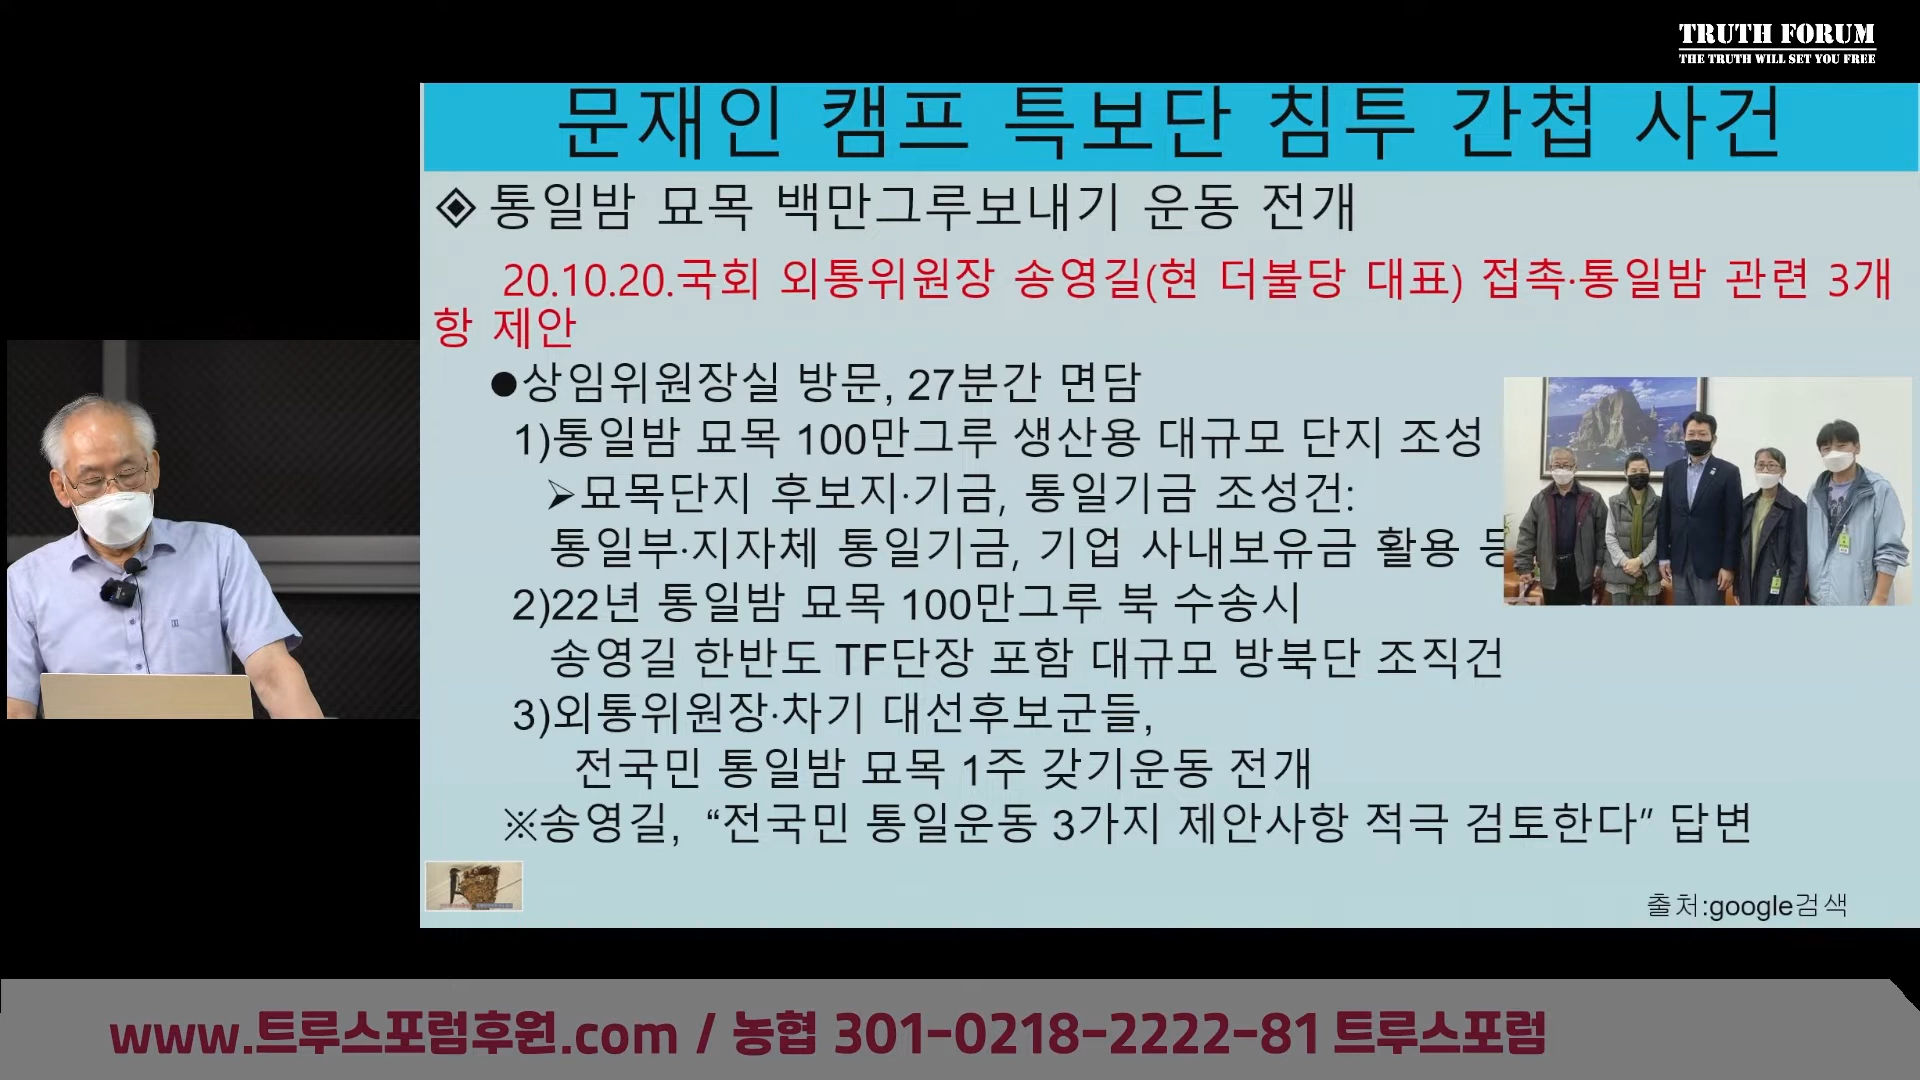 TRUTH FORUM
THE TRUTH WILL SET YOU FREE
문재인 캠프 특보단 침투 간첩 사건
◈ 통일밤 묘목 백만그루보내기 운동 전개
20.10.20.국회 외통위원장 송영길(현 더불당 대표) 접촉·통일밤 관련 3개
항 제안
●상임위원장실 방문, 27분간 면담
1)통일밤 묘목 100만그루 생산용 대규모 단지 조성
➢묘목단지 후보지·기금, 통일기금 조성건:
통일부·지자체 통일기금, 기업 사내보유금 활용 등
2)22년 통일밤 묘목 100만그루 북 수송시
송영길 한반도 TF단장 포함 대규모 방북단 조직건
3)외통위원장·차기 대선후보군들,
전국민 통일밤 묘목 1주 갖기운동 전개
※송영길, “전국민 통일운동 3가지 제안사항 적극 검토한다” 답변
출처:google검색
www.트루스포럼후원.com / 농협 301-0218-2222-81 트루스포럼